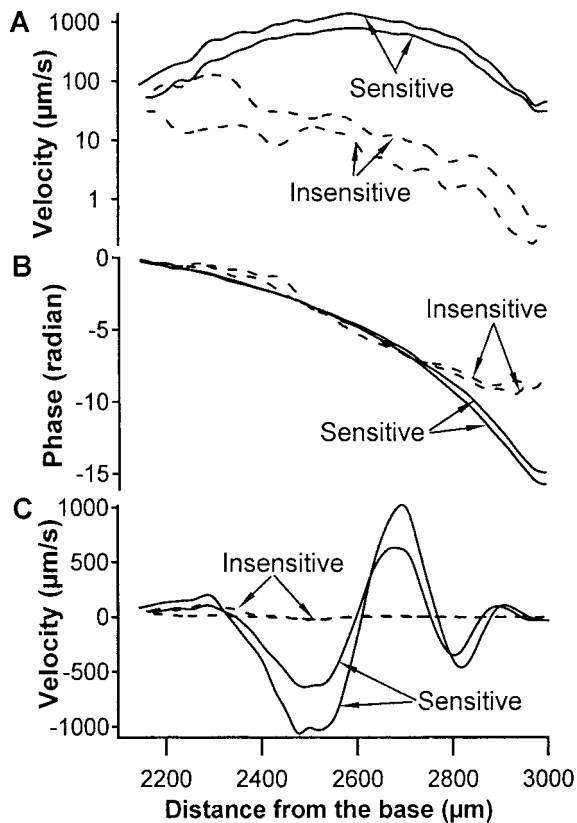 A
Velocity (µm/s)
1000
100
10
1
Sensitive
Insensitive
B
Phase (radian)
0
-5
-10
-15
Insensitive
Sensitive
C
Velocity (µm/s)
1000
500
0
-500
-1000
Insensitive
Sensitive
2200 2400 2600 2800 3000
Distance from the base (µm)